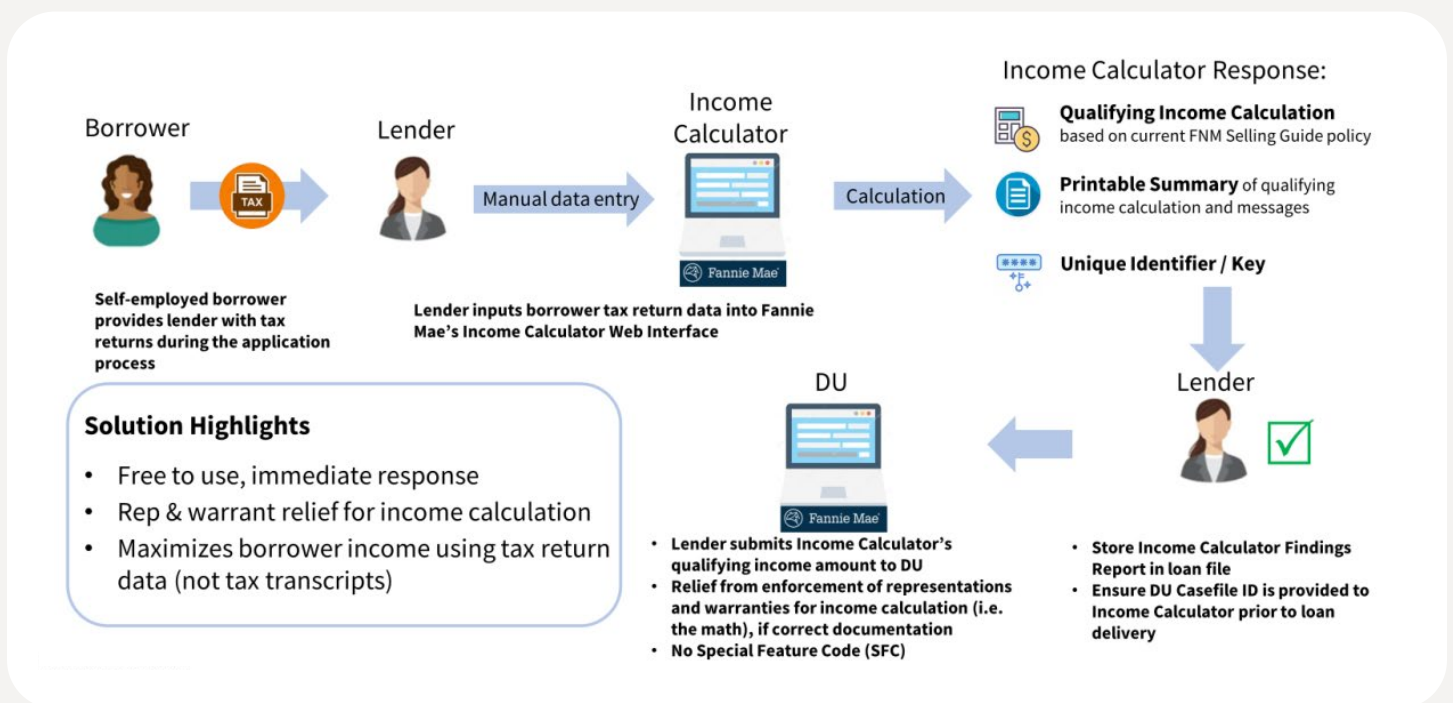 Borrower
TAX
Self-employed borrower
provides lender with tax
returns during the application
process
Lender
Manual data entry
Lender inputs borrower tax return data into Fannie
Mae's Income Calculator Web Interface
Income
Calculator
Fannie Mae®
Calculation
Income Calculator Response:
$
Qualifying Income Calculation
based on current FNM Selling Guide policy
Printable Summary of qualifying
income calculation and messages
****
Unique Identifier / Key
Lender
• Store Income Calculator Findings
Report in loan file
• Ensure DU Casefile ID is provided to
Income Calculator prior to loan
delivery
DU
Fannie Mae®
• Lender submits Income Calculator's
qualifying income amount to DU
• Relief from enforcement of representations
and warranties for income calculation (i.e.
the math), if correct documentation
• No Special Feature Code (SFC)
Solution Highlights
• Free to use, immediate response
• Rep & warrant relief for income calculation
• Maximizes borrower income using tax return
data (not tax transcripts)